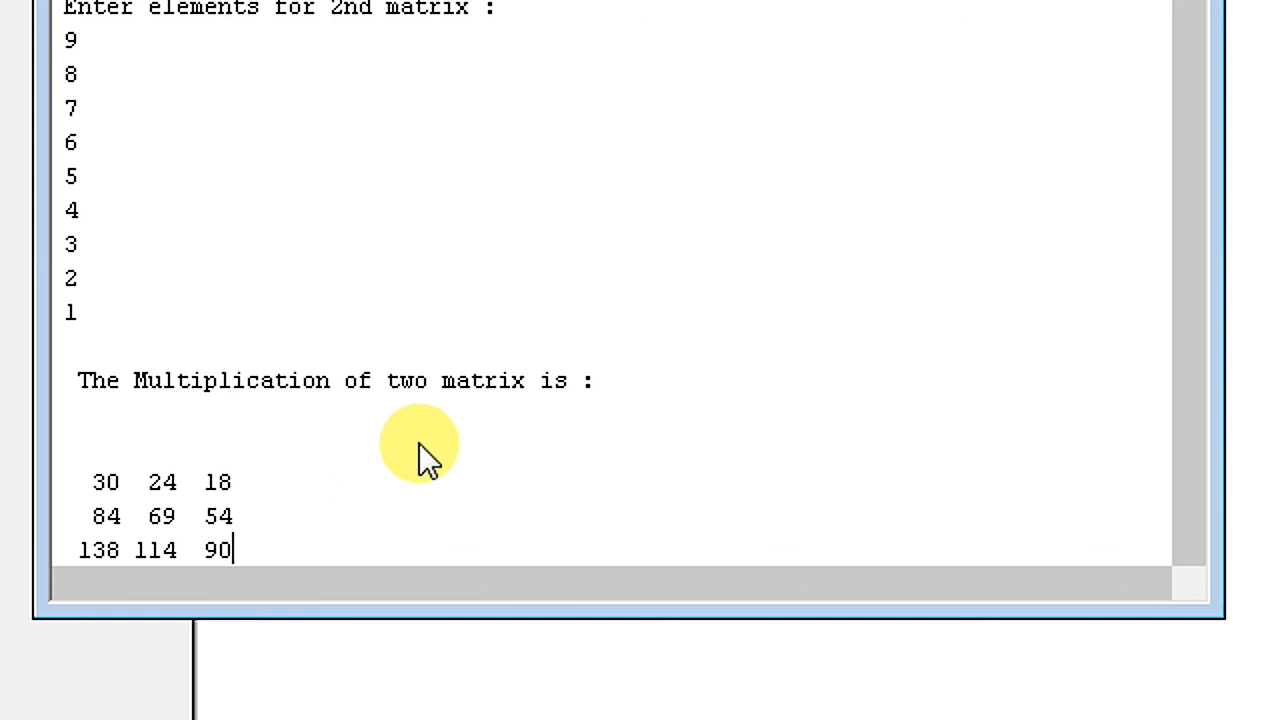 Enter elements for 2nd matrix :
9
8
7
6
5
4
3
2
1
The Multiplication of two matrix is :
30 24 18
84 69 54
138 114 90